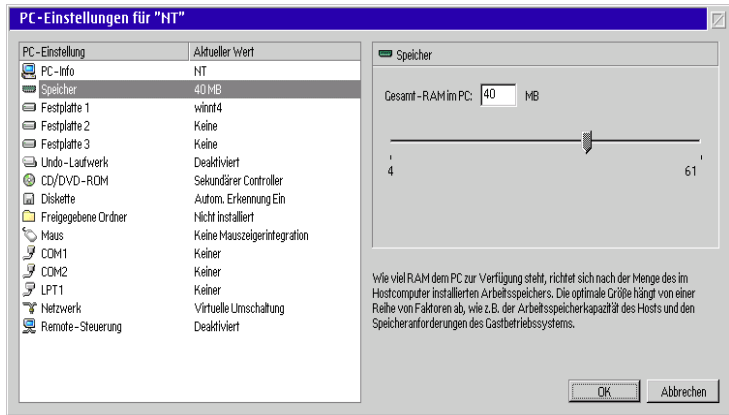 PC-Einstellungen für "NT"
PC-Einstellung Aktueller Wert
PC-Info NT
Speicher 40 MB
Festplatte 1 winnt4
Festplatte 2 Keine
Festplatte 3 Keine
Undo-Laufwerk Deaktiviert
CD/DVD-ROM Sekundärer Controller
Diskette Autom. Erkennung Ein
Freigegebene Ordner Nicht installiert
Maus Keine Mauszeigerintegration
COM1 Keiner
COM2 Keiner
LPT1 Keiner
Netzwerk Virtuelle Umschaltung
Remote-Steuerung Deaktiviert
Speicher
Gesamt-RAM im PC: 40 MB
4 61
Wie viel RAM dem PC zur Verfügung steht, richtet sich nach der Menge des im
Hostcomputer installierten Arbeitsspeichers. Die optimale Größe hängt von einer
Reihe von Faktoren ab, wie z.B. der Arbeitsspeicherkapazität des Hosts und den
Speicheranforderungen des Gastbetriebssystems.
OK Abbrechen